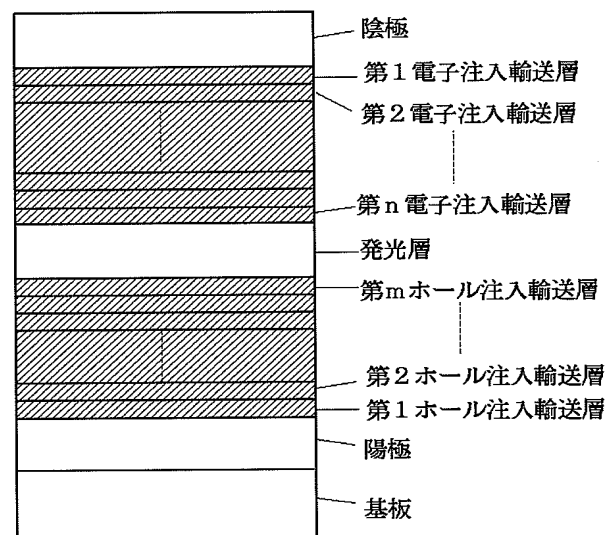 陰極
第1電子注入輸送層
第2電子注入輸送層
第n電子注入輸送層
発光層
第mホール注入輸送層
第2ホール注入輸送層
第1ホール注入輸送層
陽極
基板